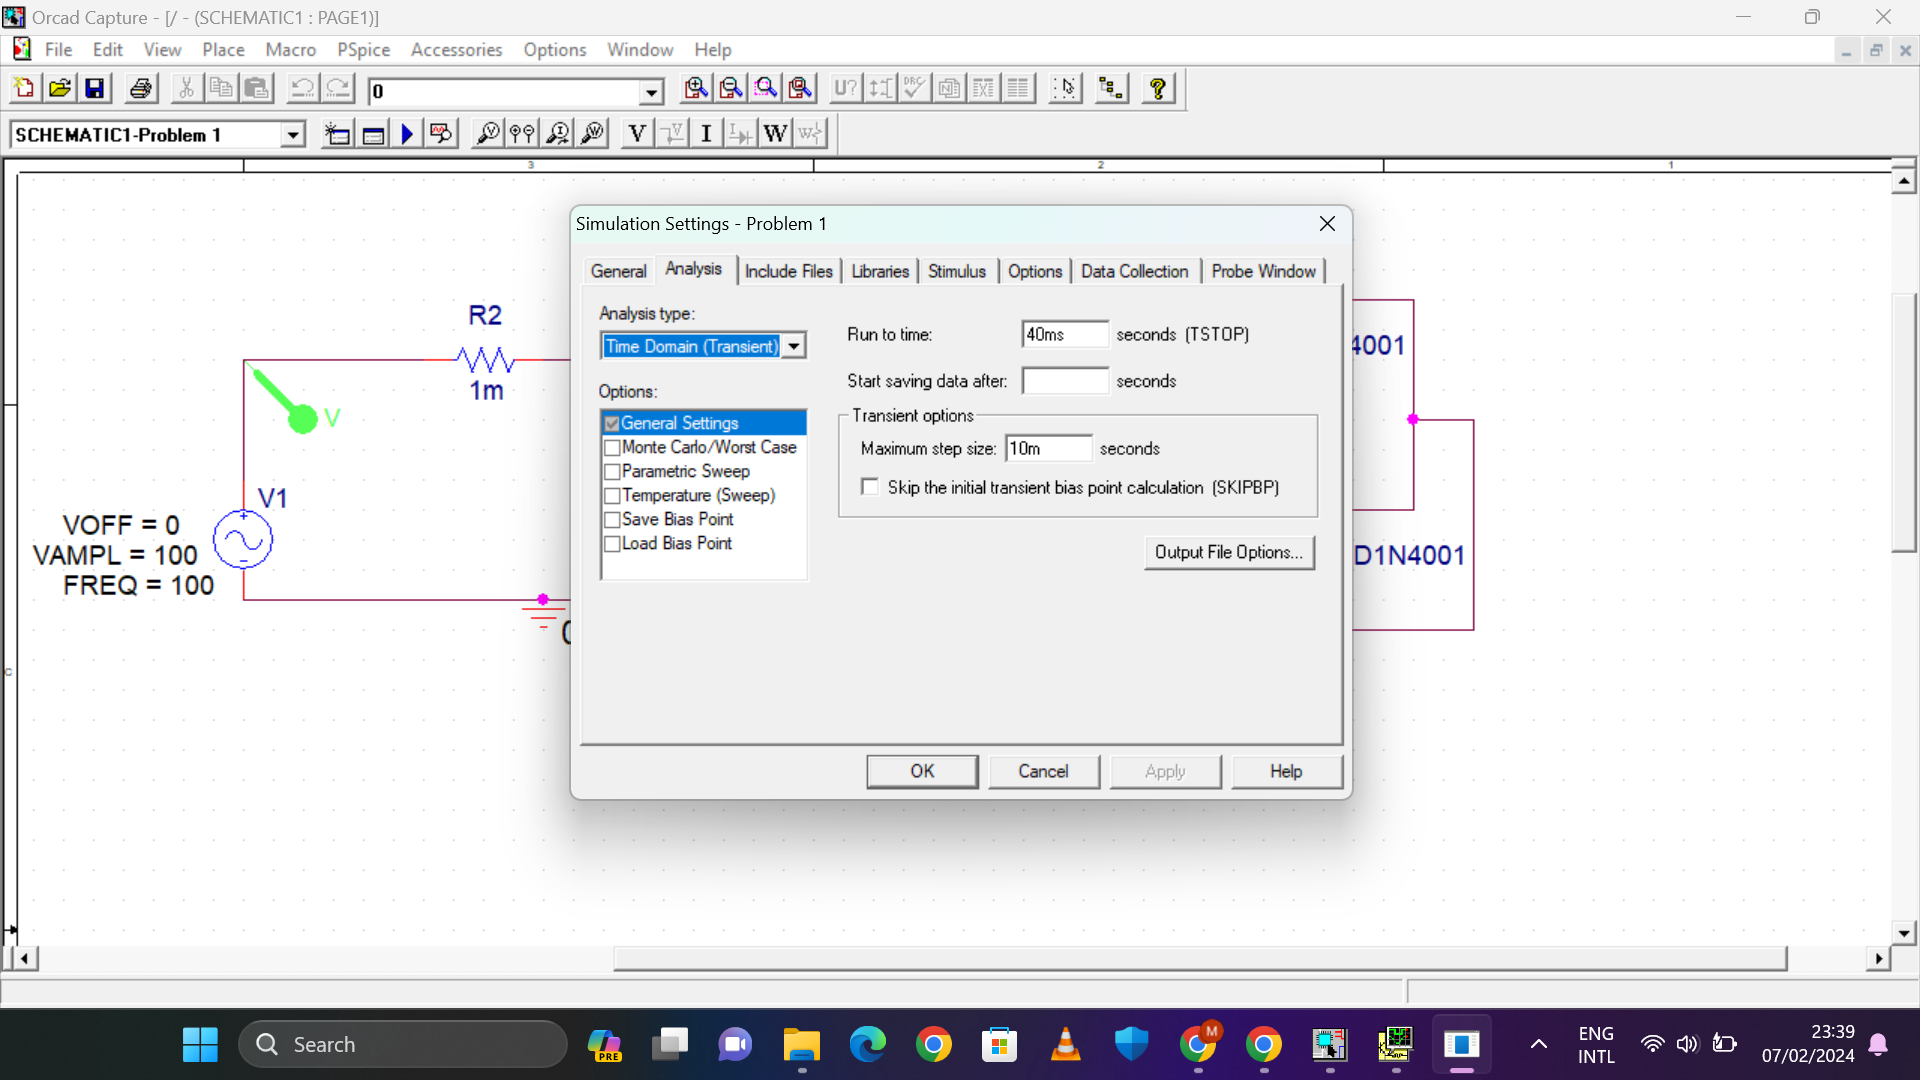 Orcad Capture - [/ - (SCHEMATIC1 : PAGE1)]
File Edit View Place Macro PSpice Accessories Options Window Help
0
U?
DRC
SCHEMATIC1-Problem 1
V V I I W W
3 2 1
Simulation Settings - Problem 1
General Analysis Include Files Libraries Stimulus Options Data Collection Probe Window
Analysis type:
Time Domain (Transient)
Options:
General Settings
Monte Carlo/Worst Case
Parametric Sweep
Temperature (Sweep)
Save Bias Point
Load Bias Point
Run to time: 40ms seconds (TSTOP)
Start saving data after: seconds
Transient options
Maximum step size: 10m seconds
Skip the initial transient bias point calculation (SKIPBP)
Output File Options...
OK Cancel Apply Help
R2
1m
V
V1
VOFF = 0
VAMPL = 100
FREQ = 100
4001
D1N4001
C
Search
PRE
M
ENG
INTL
23:39
07/02/2024